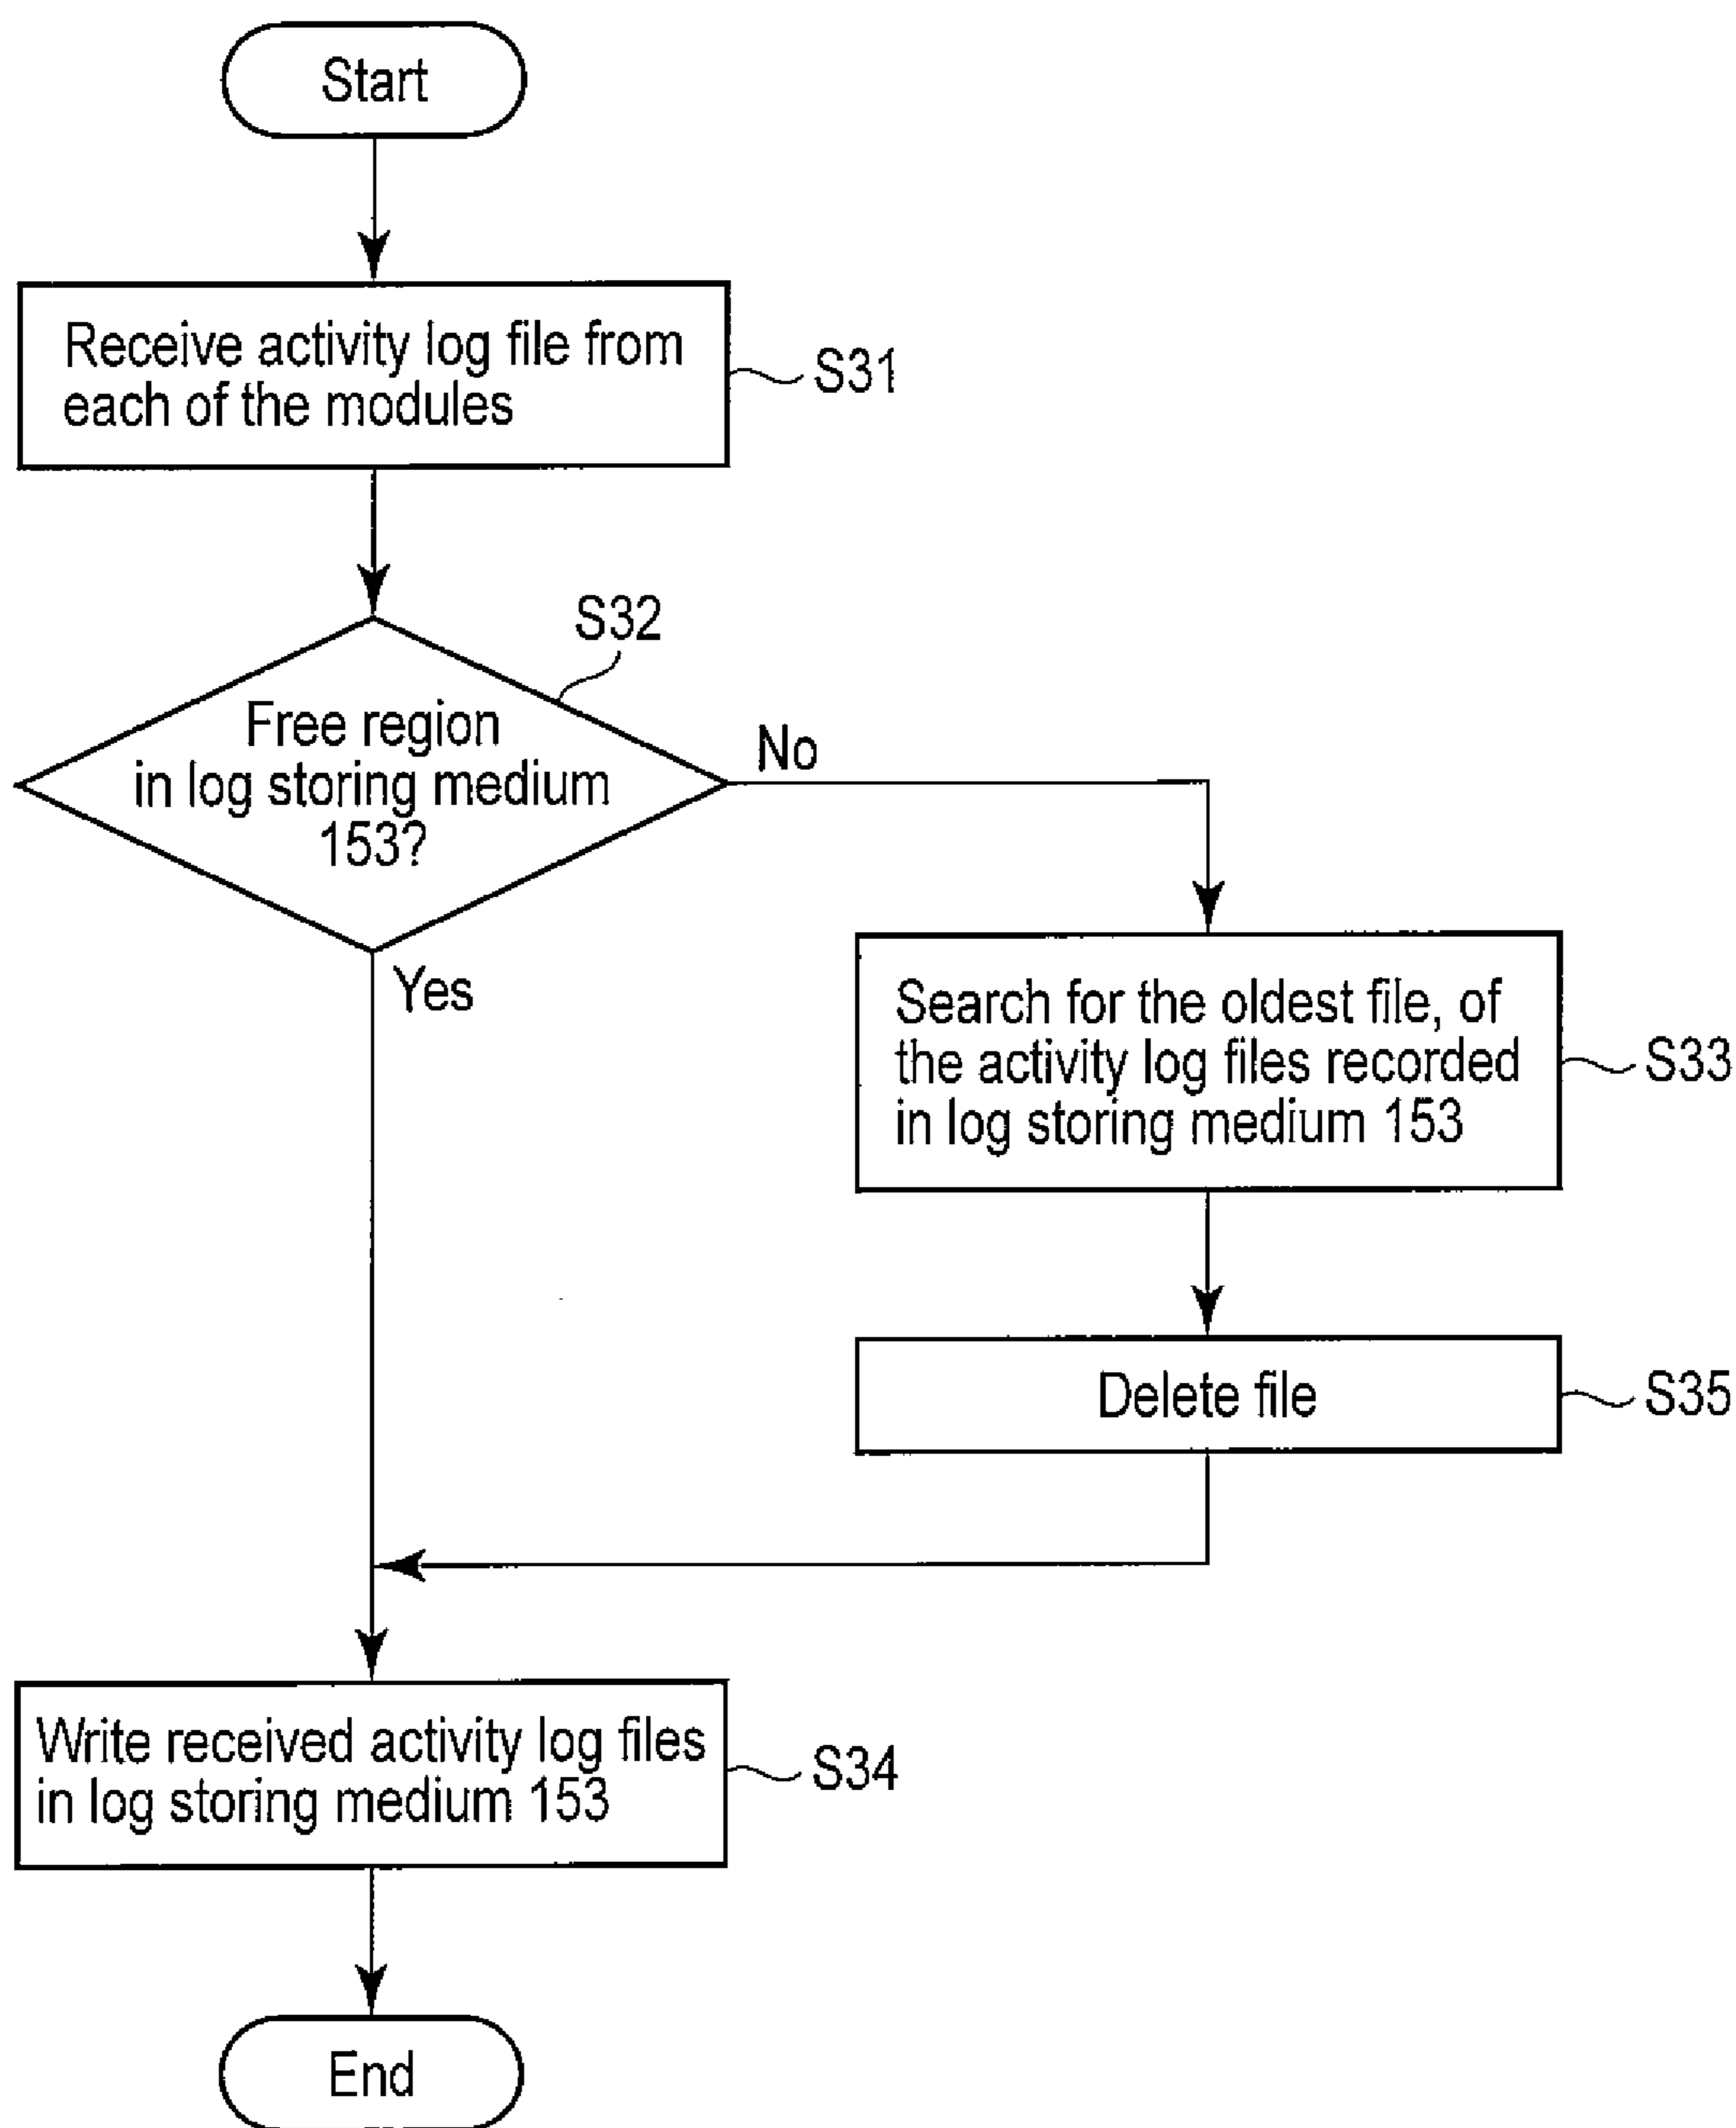 Start
Receive activity log file from
each of the modules
S31
S32
Free region
in log storing medium
153?
No
Yes
Search for the oldest file, of
the activity log files recorded
in log storing medium 153
S33
Delete file
S35
Write received activity log files
in log storing medium 153
S34
End